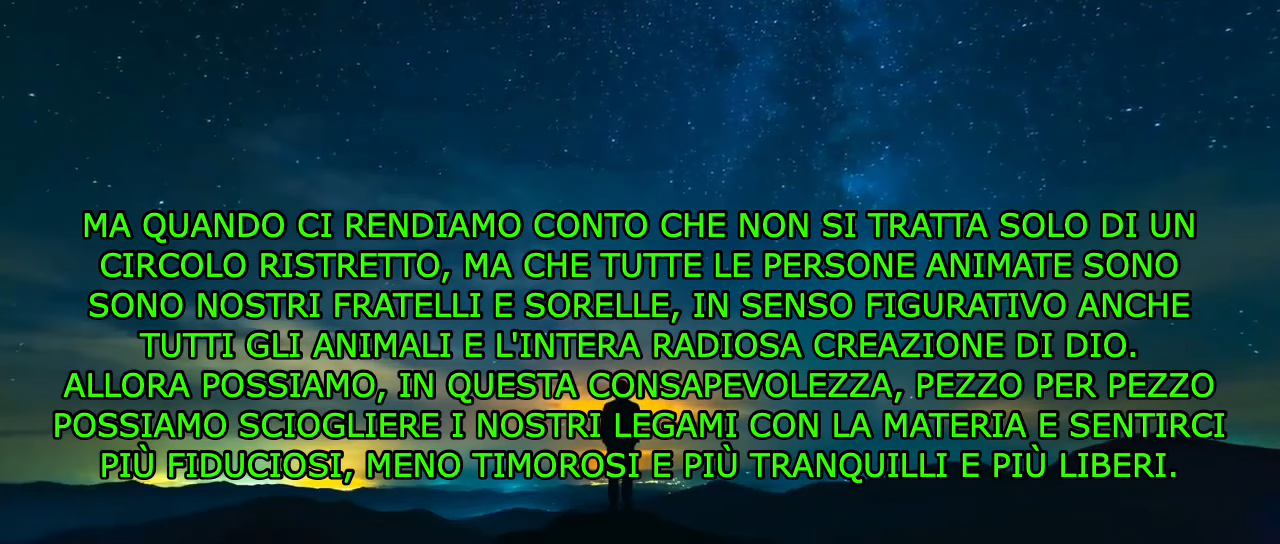 MA QUANDO CI RENDIAMO CONTO CHE NON SI TRATTA SOLO DI UN
CIRCOLO RISTRETTO, MA CHE TUTTE LE PERSONE ANIMATE SONO
SONO NOSTRI FRATELLI E SORELLE, IN SENSO FIGURATIVO ANCHE
TUTTI GLI ANIMALI E L'INTERA RADIOSA CREAZIONE DI DIO.
ALLORA POSSIAMO, IN QUESTA CONSAPEVOLEZZA, PEZZO PER PEZZO
POSSIAMO SCIOGLIERE I NOSTRI LEGAMI CON LA MATERIA E SENTIRCI
PIÙ FIDUCIOSI, MENO TIMOROSI E PIÙ TRANQUILLI E PIÙ LIBERI.